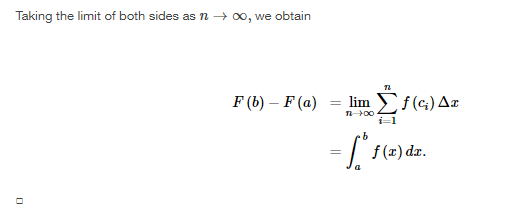 Taking the limit of both sides as n → ∞, we obtain
F (b) − F (a) = lim_{n→∞} ∑_{i=1}^{n} f (c_i) Δx
= ∫_a^b f (x) dx.
□